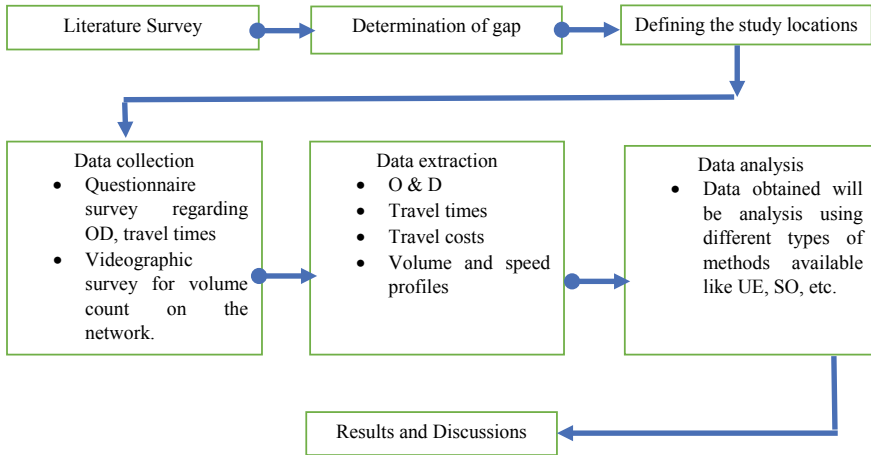 Literature Survey
Determination of gap
Defining the study locations
Data collection
• Questionnaire
survey regarding
OD, travel times
• Videographic
survey for volume
count on the
network.
Data extraction
• O & D
• Travel times
• Travel costs
• Volume and speed
profiles
Data analysis
• Data obtained will
be analysis using
different types of
methods available
like UE, SO, etc.
Results and Discussions